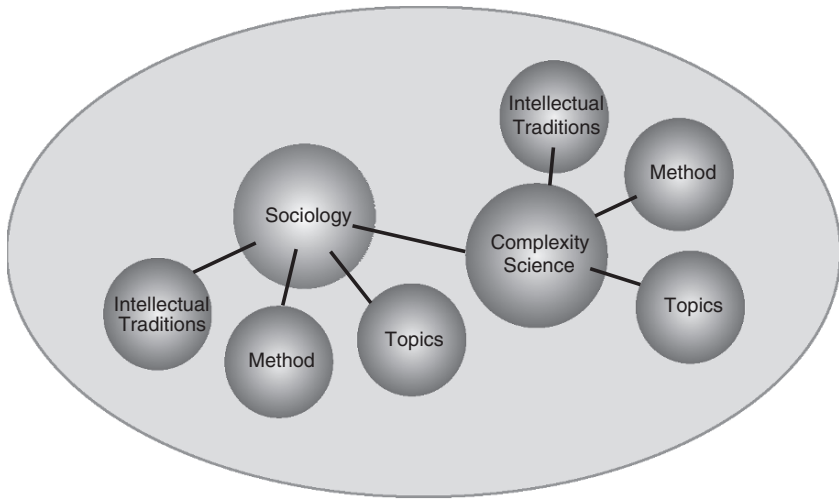 Intellectual
Traditions
Method
Sociology
Complexity
Science
Topics
Intellectual
Traditions
Method
Topics